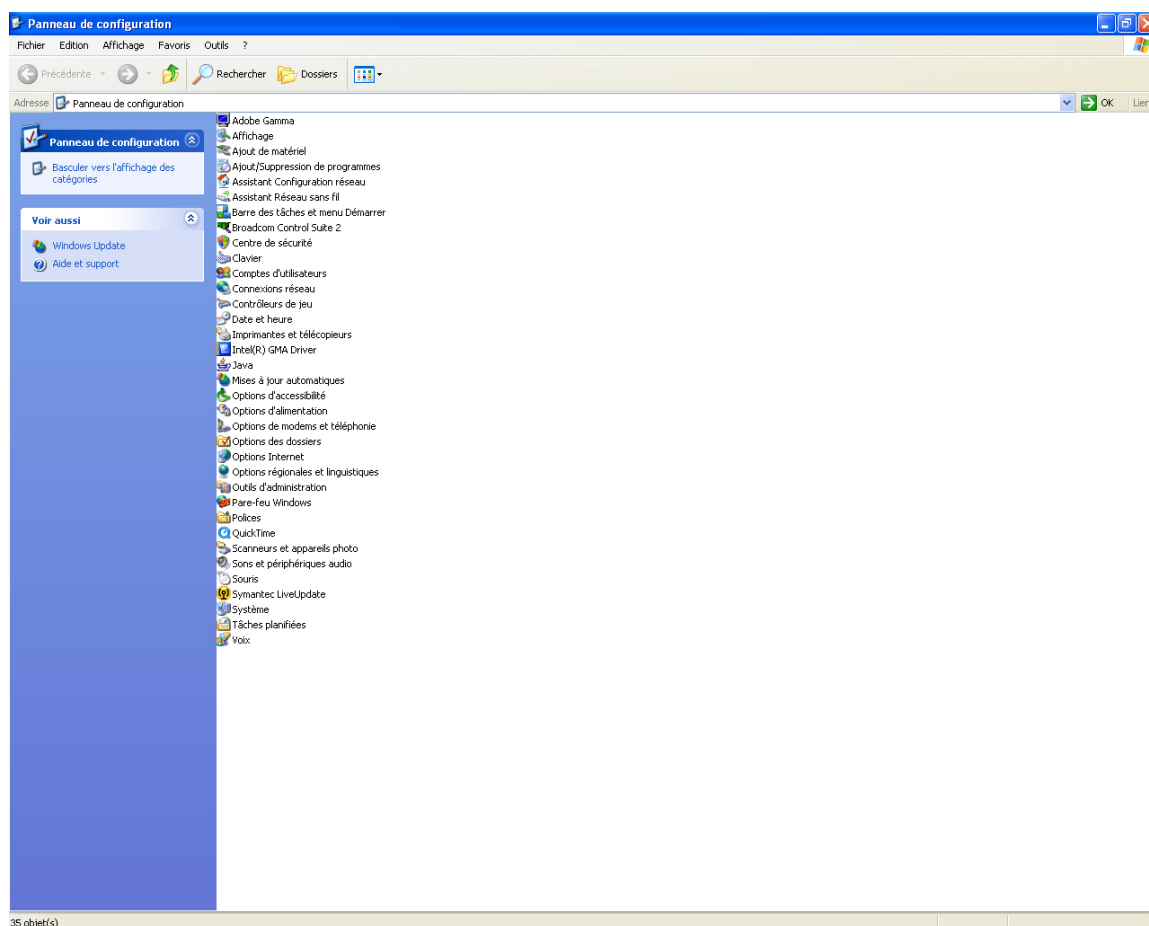 Panneau de configuration
Fichier Edition Affichage Favoris Outils ?
Précédente Rechercher Dossiers
Adresse Panneau de configuration OK Lien
Panneau de configuration
Basculer vers l'affichage des
catégories
Voir aussi
Windows Update
Aide et support
Adobe Gamma
Affichage
Ajout de matériel
Ajout/Suppression de programmes
Assistant Configuration réseau
Assistant Réseau sans fil
Barre des tâches et menu Démarrer
Broadcom Control Suite 2
Centre de sécurité
Clavier
Comptes d'utilisateurs
Connexions réseau
Contrôleurs de jeu
Date et heure
Imprimantes et télécopieurs
Intel(R) GMA Driver
Java
Mises à jour automatiques
Options d'accessibilité
Options d'alimentation
Options de modems et téléphonie
Options des dossiers
Options Internet
Options régionales et linguistiques
Outils d'administration
Pare-feu Windows
Polices
QuickTime
Scanneurs et appareils photo
Sons et périphériques audio
Souris
Symantec LiveUpdate
Système
Tâches planifiées
Voix
35 objet(s)